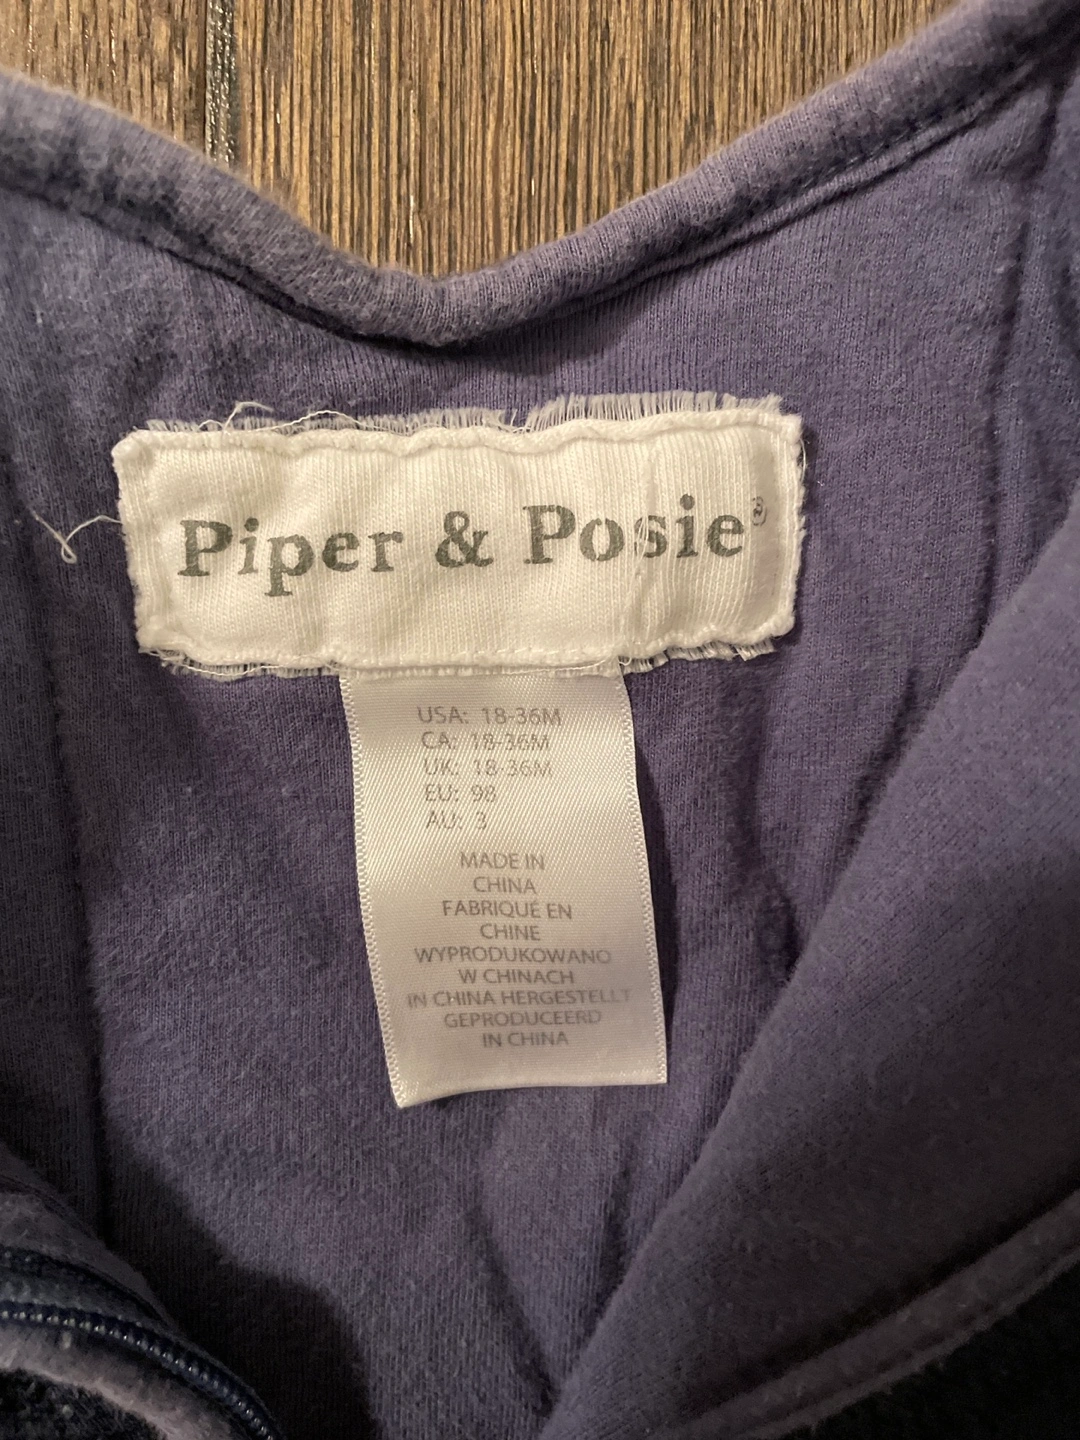 Piper & Posie®
USA: 18-36M
CA: 18-36M
UK: 18-36M
EU: 98
AU: 3
MADE IN
CHINA
FABRIQUÉ EN
CHINE
WYPRODUKOWANO
W CHINACH
IN CHINA HERGESTELLT
GEPRODUCEERD
IN CHINA